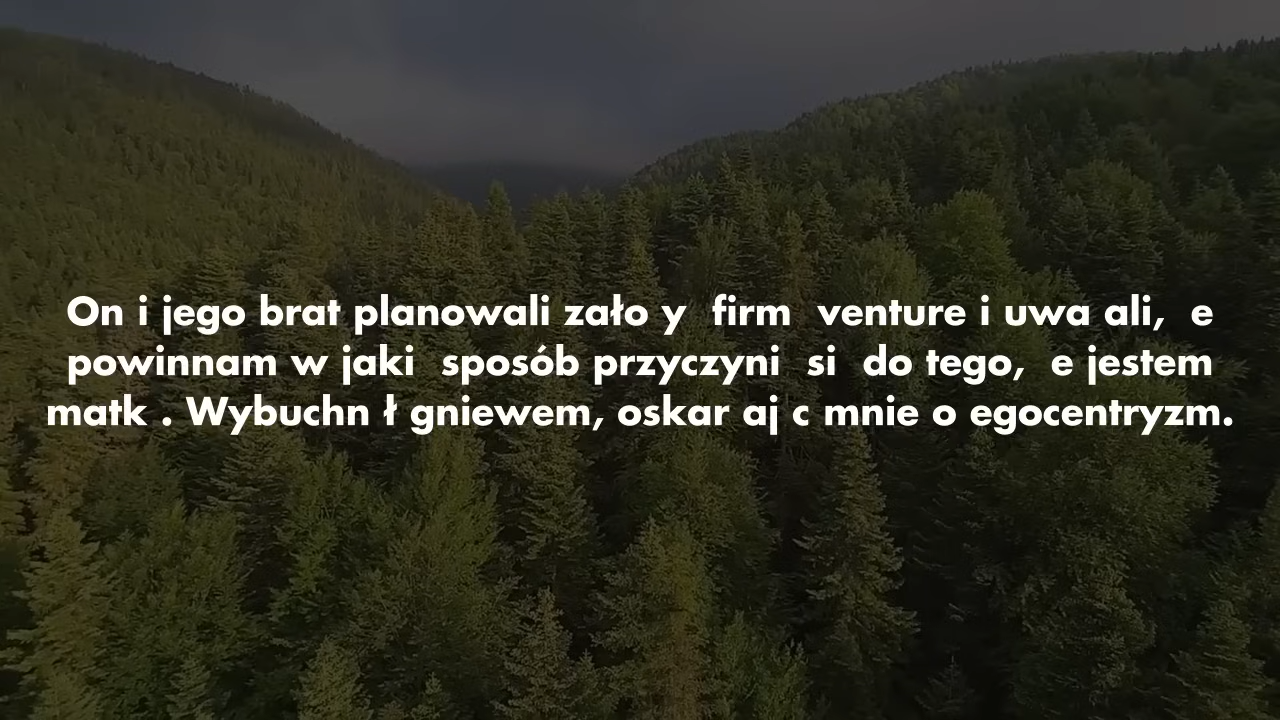 On i jego brat planowali zało y  firm  venture i uwa ali,  e
powinnam w jaki  sposób przyczyni  si  do tego,  e jestem
matk . Wybuchn ł gniewem, oskar aj c mnie o egocentryzm.